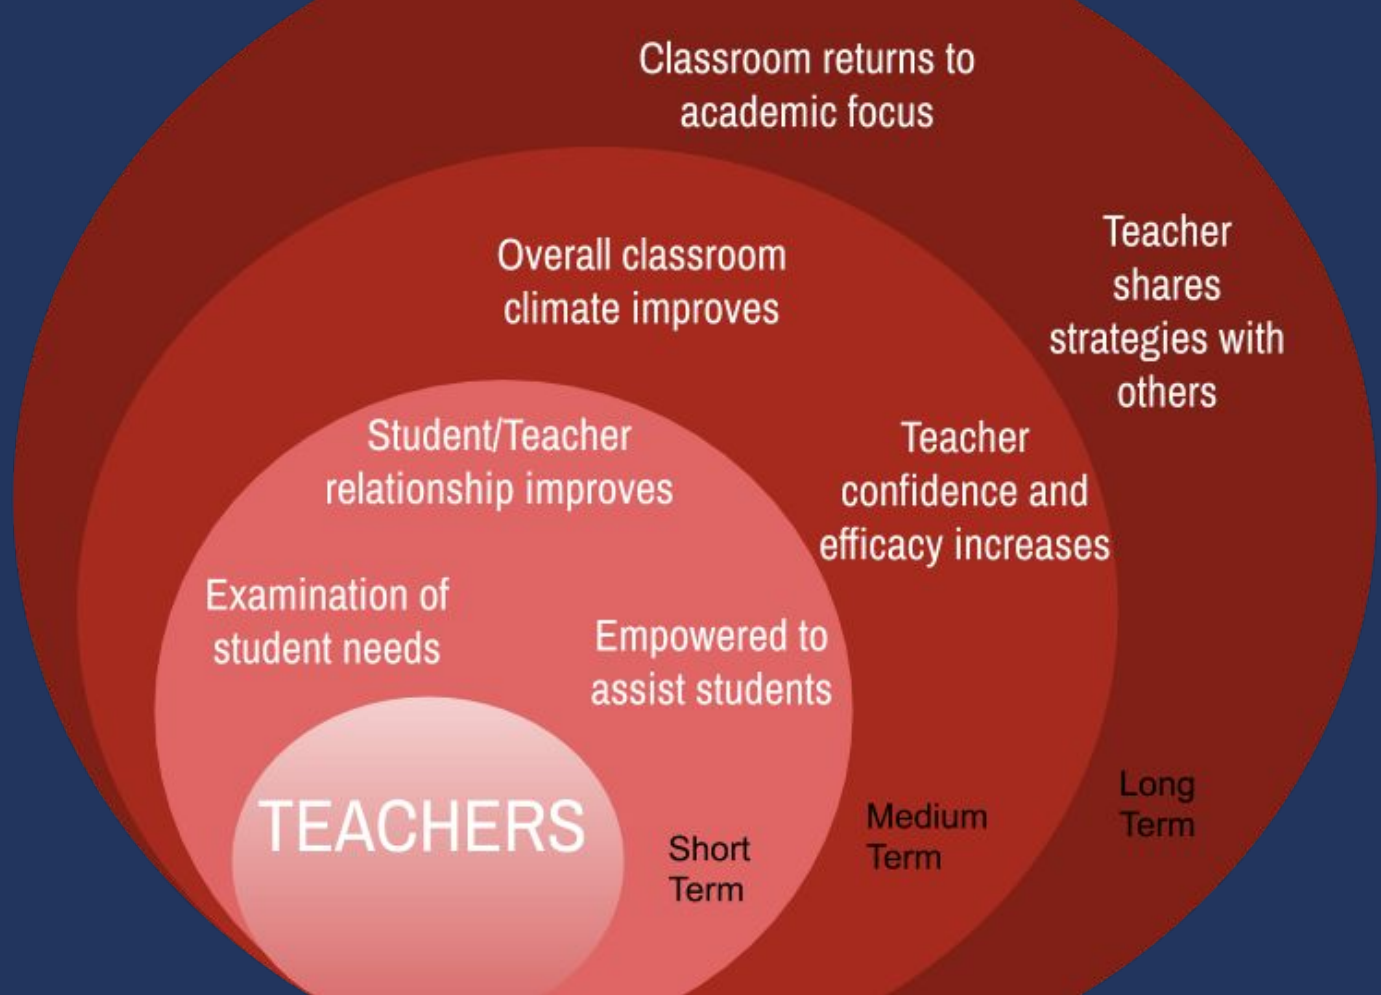 Classroom returns to
academic focus
Teacher
shares
strategies with
others
Overall classroom
climate improves
Teacher
confidence and
efficacy increases
Student/Teacher
relationship improves
Examination of
student needs
Empowered to
assist students
TEACHERS
Short
Term
Medium
Term
Long
Term